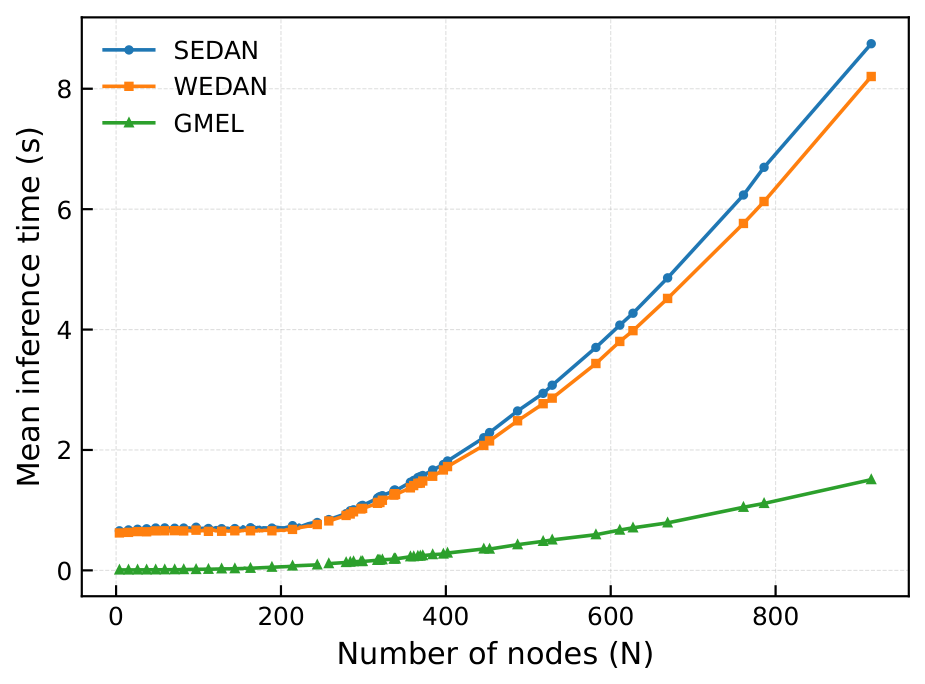 SEDAN
WEDAN
GMEL
Mean inference time (s)
8
6
4
2
0
0 200 400 600 800
Number of nodes (N)